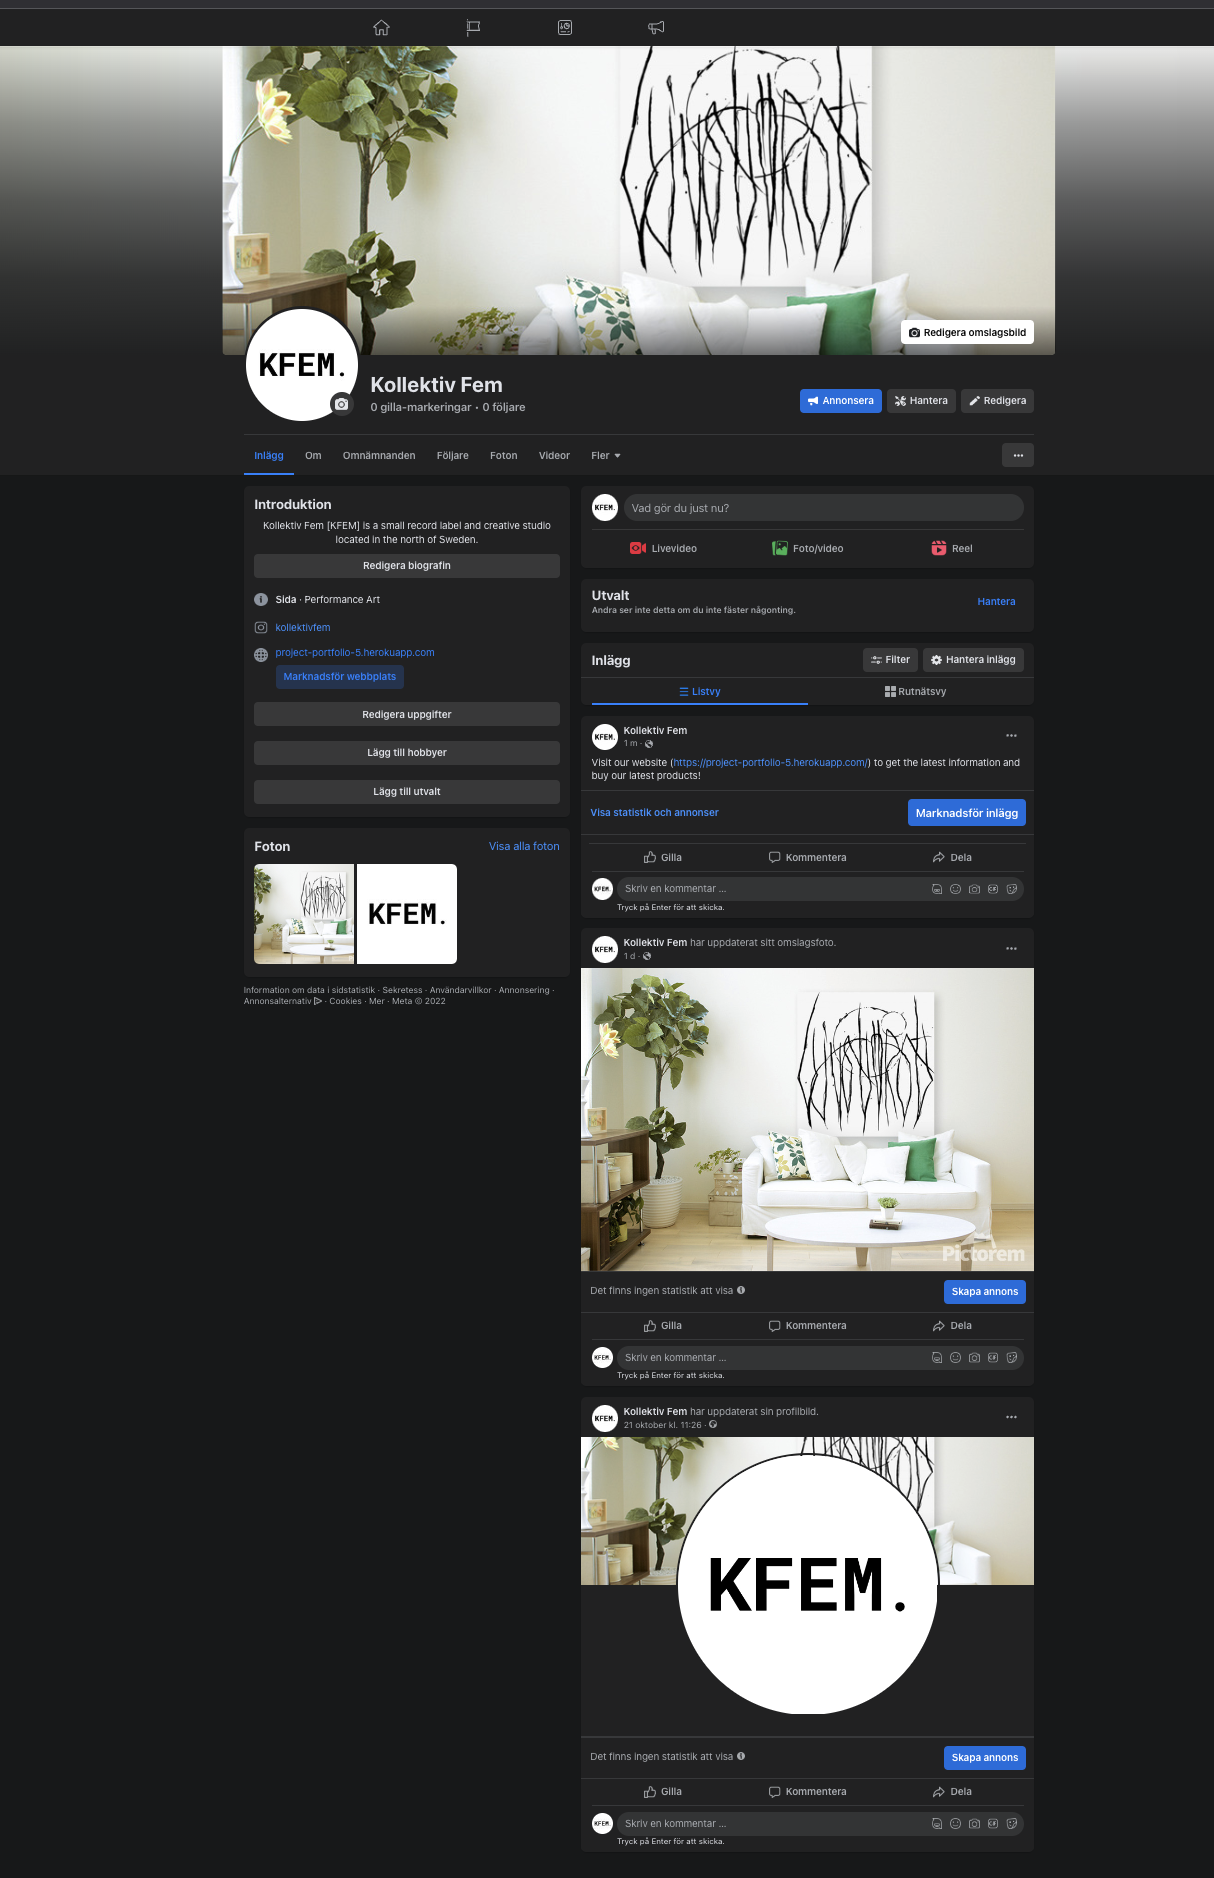 Redigera omslagsbild
KFEM.
Kollektiv Fem
0 gilla-markeringar · 0 följare
Annonsera
Hantera
Redigera
Inlägg
Om
Omnämnanden
Följare
Foton
Videor
Fler
Introduktion
Kollektiv Fem [KFEM] is a small record label and creative studio
located in the north of Sweden.
Redigera biografin
Sida · Performance Art
kollektivfem
project-portfolio-5.herokuapp.com
Marknadsför webbplats
Redigera uppgifter
Lägg till hobbyer
Lägg till utvalt
Foton
Visa alla foton
KFEM.
Information om data i sidstatistik · Sekretess · Användarvillkor · Annonsering ·
Annonsalternativ · Cookies · Mer · Meta © 2022
KFEM.
Vad gör du just nu?
Livevideo
Foto/video
Reel
Utvalt
Andra ser inte detta om du inte fäster någonting.
Hantera
Inlägg
Filter
Hantera inlägg
Listvy
Rutnätsvy
KFEM.
Kollektiv Fem
1 m ·
Visit our website (https://project-portfolio-5.herokuapp.com/) to get the latest information and
buy our latest products!
Visa statistik och annonser
Marknadsför inlägg
Gilla
Kommentera
Dela
KFEM.
Skriv en kommentar ...
Tryck på Enter för att skicka.
KFEM.
Kollektiv Fem har uppdaterat sitt omslagsfoto.
1 d ·
Pictorem
Det finns ingen statistik att visa
Skapa annons
Gilla
Kommentera
Dela
KFEM.
Skriv en kommentar ...
Tryck på Enter för att skicka.
KFEM.
Kollektiv Fem har uppdaterat sin profilbild.
21 oktober kl. 11:26 ·
KFEM.
Det finns ingen statistik att visa
Skapa annons
Gilla
Kommentera
Dela
KFEM.
Skriv en kommentar ...
Tryck på Enter för att skicka.